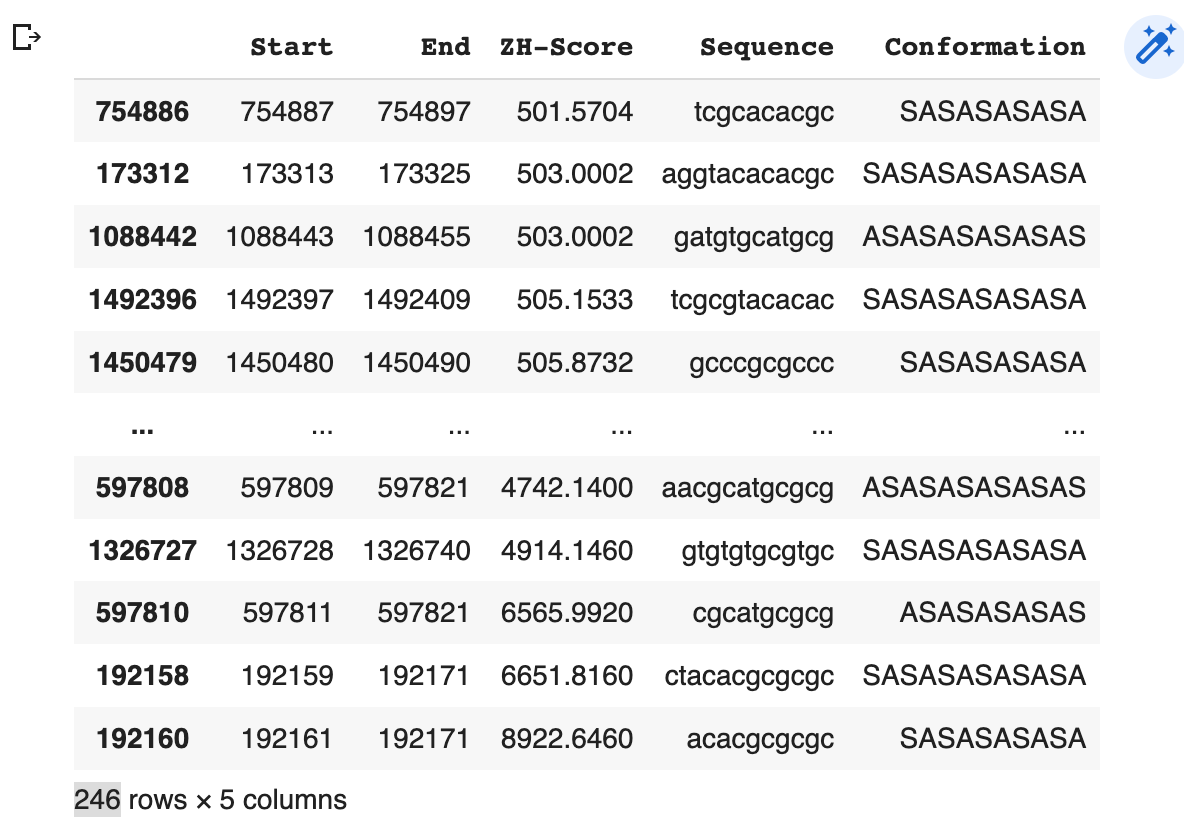 Start End ZH-Score Sequence Conformation
754886 754887 754897 501.5704 tcgcacacgc SASASASASA
173312 173313 173325 503.0002 aggtacacacgc SASASASASASA
1088442 1088443 1088455 503.0002 gatgtgcatgcg ASASASASASAS
1492396 1492397 1492409 505.1533 tcgcgtacacac SASASASASASA
1450479 1450480 1450490 505.8732 gcccgcgccc SASASASASA
... ... ... ... ... ...
597808 597809 597821 4742.1400 aacgcatgcgcg ASASASASASAS
1326727 1326728 1326740 4914.1460 gtgtgtgcgtgc SASASASASASA
597810 597811 597821 6565.9920 cgcatgcgcg ASASASASAS
192158 192159 192171 6651.8160 ctacacgcgcgc SASASASASASA
192160 192161 192171 8922.6460 acacgcgcgc SASASASASA
246 rows × 5 columns